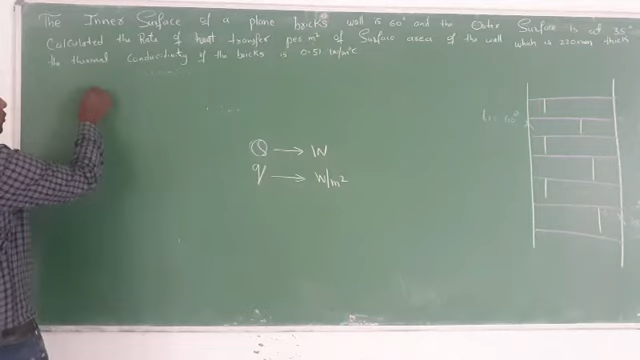 The Inner Surface of a plane bricks wall is 60° and the Outer Surface is at 35°
Calculated the Rate of heat transfer per m² of Surface area of the wall which is 220mm thick
the thermal Conductivity of the bricks is 0.51 W/m°C
Q → W
q → W/m²